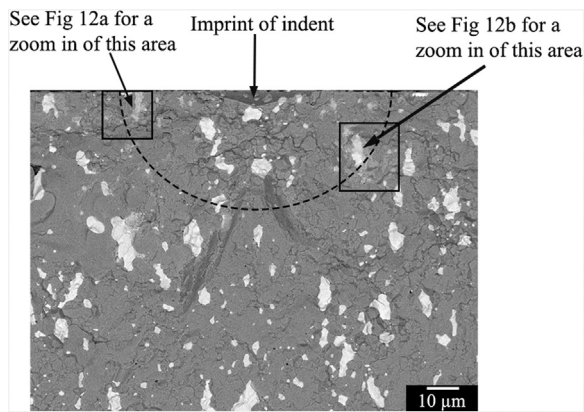 See Fig 12a for a
zoom in of this area
Imprint of indent
See Fig 12b for a
zoom in of this area
10 µm